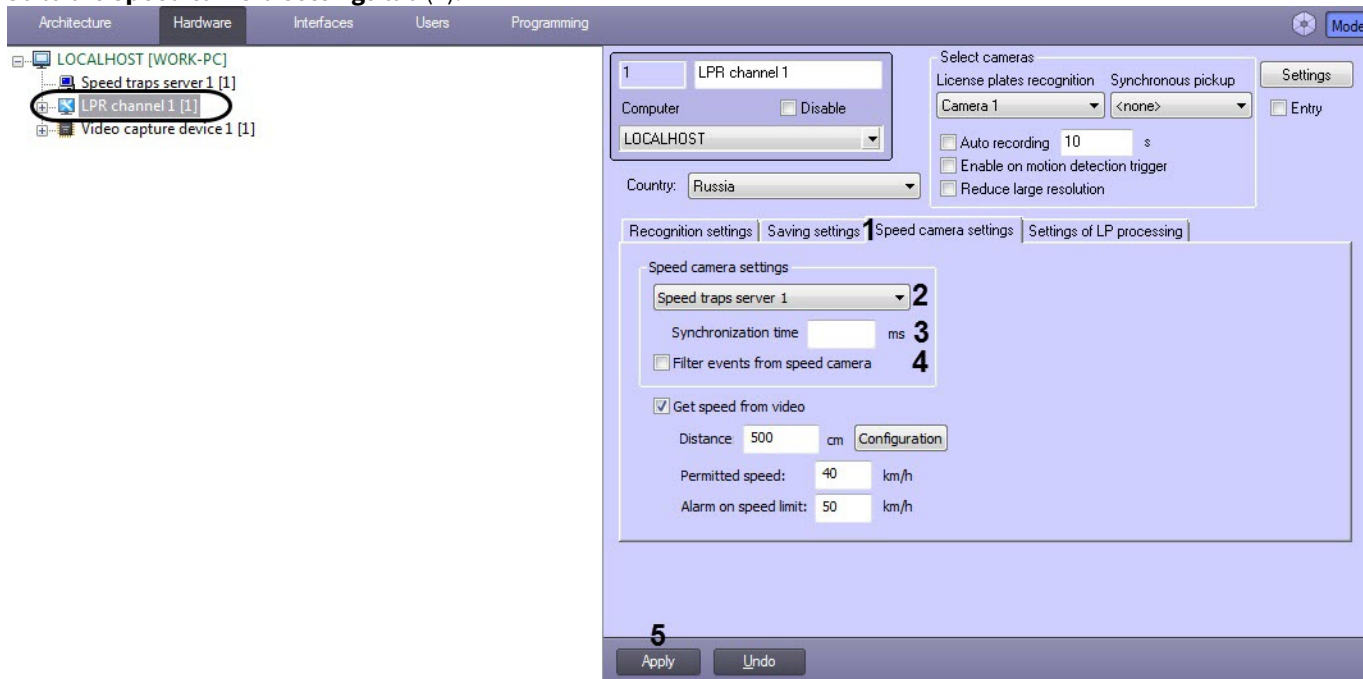 Architecture Hardware Interfaces Users Programming Mode
LOCALHOST [WORK-PC]
Speed traps server 1 [1]
LPR channel 1 [1]
Video capture device 1 [1]
1 LPR channel 1
Computer Disable
LOCALHOST
Country: Russia
Select cameras
License plates recognition Synchronous pickup
Camera 1 <none>
Auto recording 10 s
Enable on motion detection trigger
Reduce large resolution
Settings
Entry
Recognition settings Saving settings 1 Speed camera settings Settings of LP processing
Speed camera settings
Speed traps server 1 2
Synchronization time ms 3
Filter events from speed camera 4
Get speed from video
Distance 500 cm Configuration
Permitted speed: 40 km/h
Alarm on speed limit: 50 km/h
5
Apply Undo